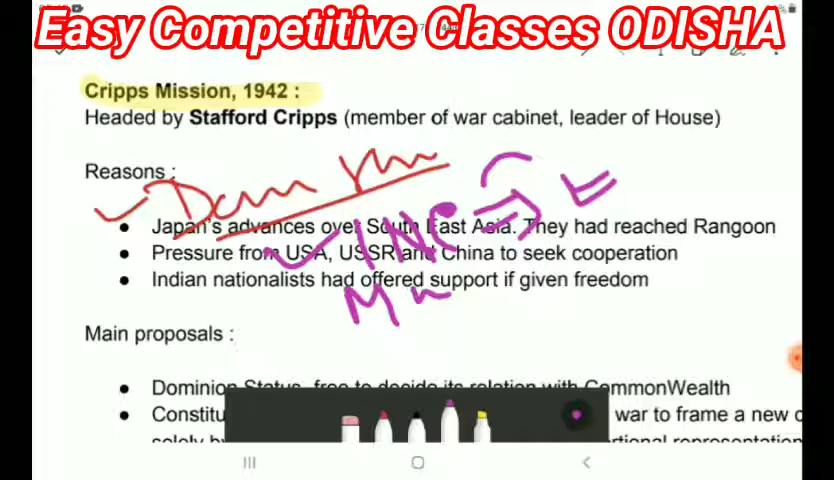 Easy Competitive Classes ODISHA
Cripps Mission, 1942 :
Headed by Stafford Cripps (member of war cabinet, leader of House)
Reasons :
Japan's advances over South East Asia. They had reached Rangoon
Pressure from USA, USSR and China to seek cooperation
INC
Indian nationalists had offered support if given freedom
Main proposals :
Dominion Status, free to decide its relation with CommonWealth
war to frame a new
solely